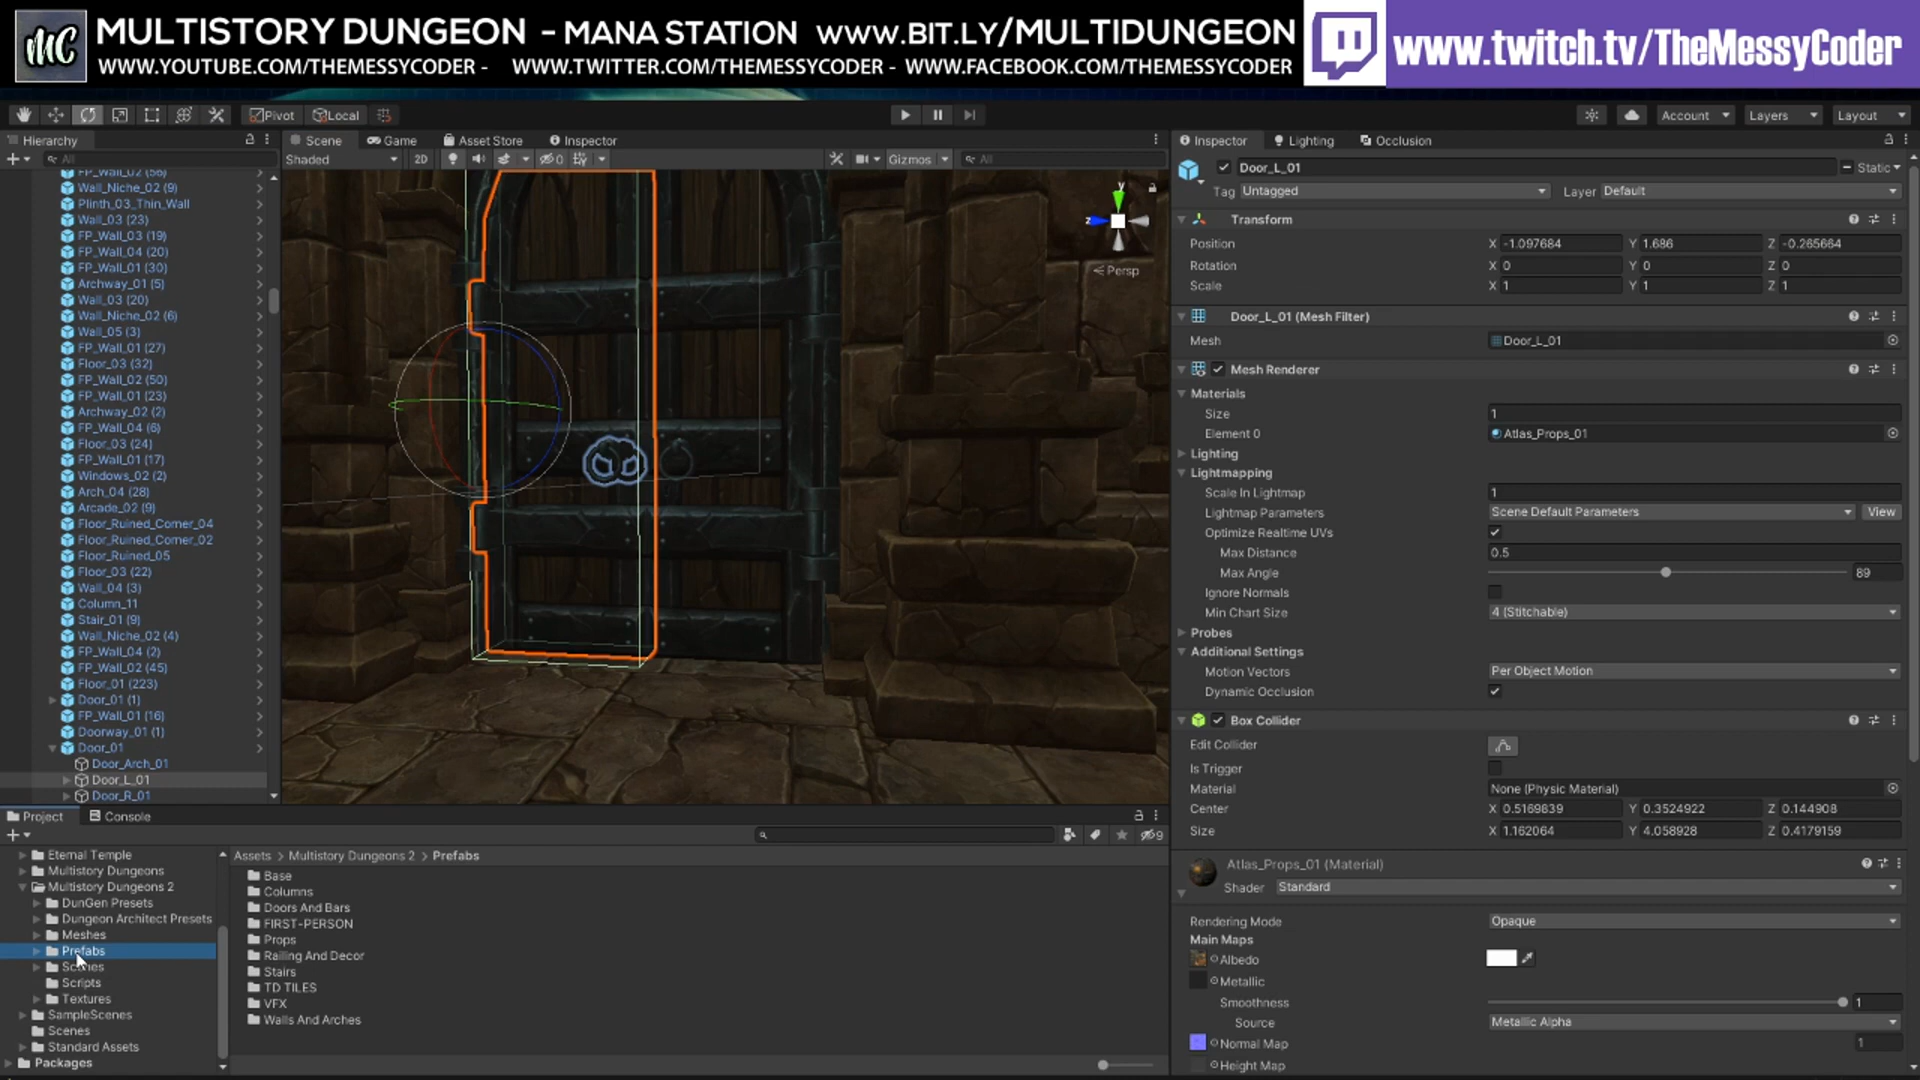 MC
MULTISTORY DUNGEON - MANA STATION WWW.BIT.LY/MULTIDUNGEON
WWW.YOUTUBE.COM/THEMESSYCODER - WWW.TWITTER.COM/THEMESSYCODER - WWW.FACEBOOK.COM/THEMESSYCODER
www.twitch.tv/TheMessyCoder
Pivot Local
Account Layers Layout
Hierarchy
All
FP_Wall_02 (56)
Wall_Niche_02 (9)
Plinth_03_Thin_Wall
Wall_03 (23)
FP_Wall_03 (19)
FP_Wall_04 (20)
FP_Wall_01 (30)
Archway_01 (5)
Wall_03 (20)
Wall_Niche_02 (6)
Wall_05 (3)
FP_Wall_01 (27)
Floor_03 (32)
FP_Wall_02 (50)
FP_Wall_01 (23)
Archway_02 (2)
FP_Wall_04 (6)
Floor_03 (24)
FP_Wall_01 (17)
Windows_02 (2)
Arch_04 (28)
Arcade_02 (9)
Floor_Ruined_Corner_04
Floor_Ruined_Corner_02
Floor_Ruined_05
Floor_03 (22)
Wall_04 (3)
Column_11
Stair_01 (9)
Wall_Niche_02 (4)
FP_Wall_04 (2)
FP_Wall_02 (45)
Floor_01 (223)
Door_01 (1)
FP_Wall_01 (16)
Doorway_01 (1)
Door_01
Door_Arch_01
Door_L_01
Door_R_01
Scene Game Asset Store Inspector
Shaded 2D 0 Gizmos All
y
z
Persp
Inspector Lighting Occlusion
Door_L_01 Static
Tag Untagged Layer Default
Transform
Position X -1.097684 Y 1.686 Z -0.265664
Rotation X 0 Y 0 Z 0
Scale X 1 Y 1 Z 1
Door_L_01 (Mesh Filter)
Mesh Door_L_01
Mesh Renderer
Materials
Size 1
Element 0 Atlas_Props_01
Lighting
Lightmapping
Scale In Lightmap 1
Lightmap Parameters Scene Default Parameters View
Optimize Realtime UVs
Max Distance 0.5
Max Angle 89
Ignore Normals
Min Chart Size 4 (Stitchable)
Probes
Additional Settings
Motion Vectors Per Object Motion
Dynamic Occlusion
Box Collider
Edit Collider
Is Trigger
Material None (Physic Material)
Center X 0.5169839 Y 0.3524922 Z 0.144908
Size X 1.162064 Y 4.058928 Z 0.4179159
Atlas_Props_01 (Material)
Shader Standard
Rendering Mode Opaque
Main Maps
Albedo
Metallic
Smoothness 1
Source Metallic Alpha
Normal Map 1
Height Map
Project Console
9
Eternal Temple
Multistory Dungeons
Multistory Dungeons 2
DunGen Presets
Dungeon Architect Presets
Meshes
Prefabs
Scenes
Scripts
Textures
SampleScenes
Scenes
Standard Assets
Packages
Assets > Multistory Dungeons 2 > Prefabs
Base
Columns
Doors And Bars
FIRST-PERSON
Props
Railing And Decor
Stairs
TD TILES
VFX
Walls And Arches